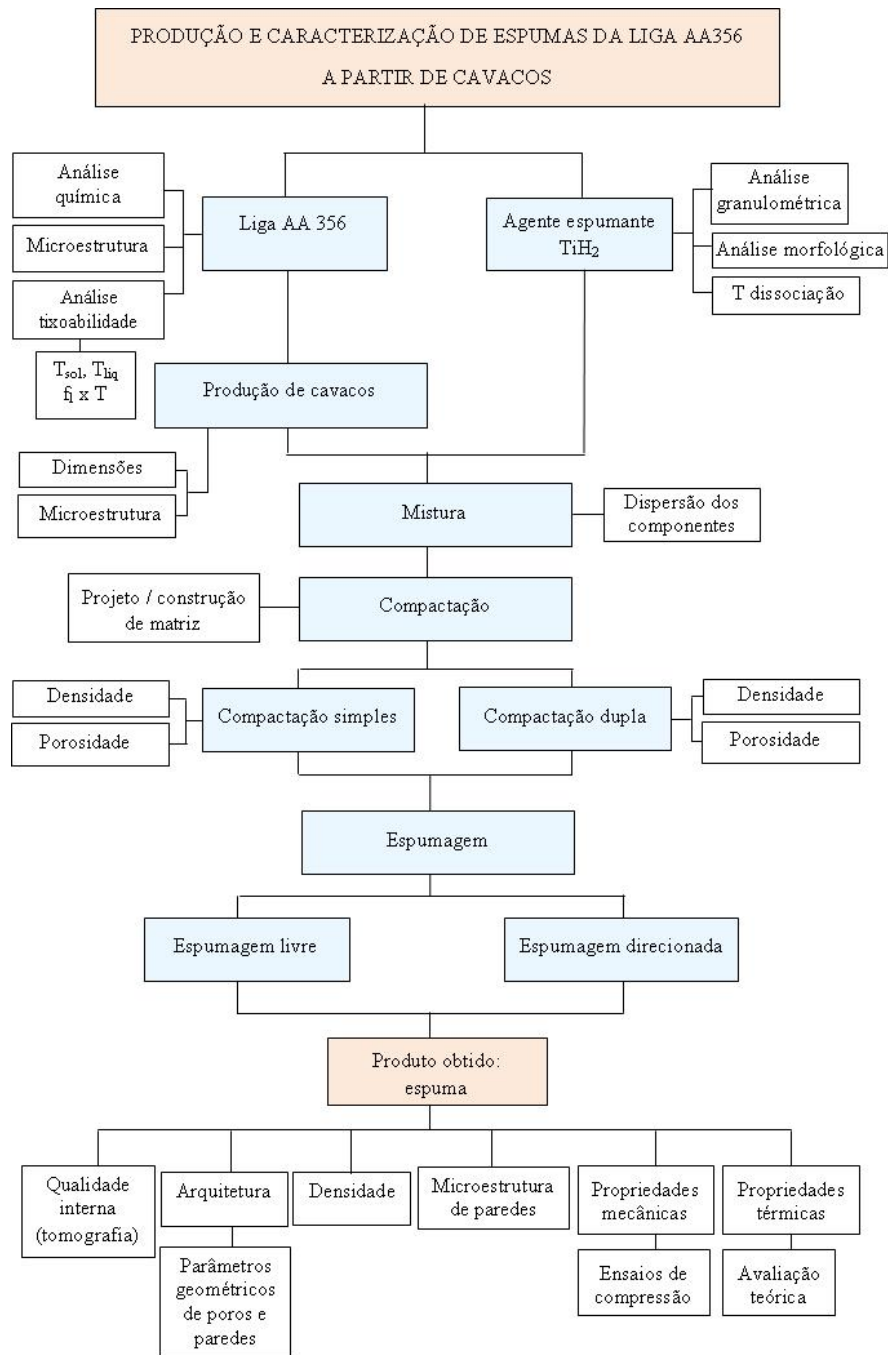 PRODUÇÃO E CARACTERIZAÇÃO DE ESPUMAS DA LIGA AA356
A PARTIR DE CAVACOS
Análise
química
Microestrutura
Análise
tixoabilidade
T_sol, T_liq
f_l x T
Liga AA 356
Agente espumante
TiH₂
Análise
granulométrica
Análise morfológica
T dissociação
Produção de cavacos
Dimensões
Microestrutura
Mistura
Dispersão dos
componentes
Projeto / construção
de matriz
Compactação
Densidade
Porosidade
Compactação simples
Compactação dupla
Densidade
Porosidade
Espumagem
Espumagem livre
Espumagem direcionada
Produto obtido:
espuma
Qualidade
interna
(tomografia)
Arquitetura
Parâmetros
geométricos
de poros e
paredes
Densidade
Microestrutura
de paredes
Propriedades
mecânicas
Ensaios de
compressão
Propriedades
térmicas
Avaliação
teórica